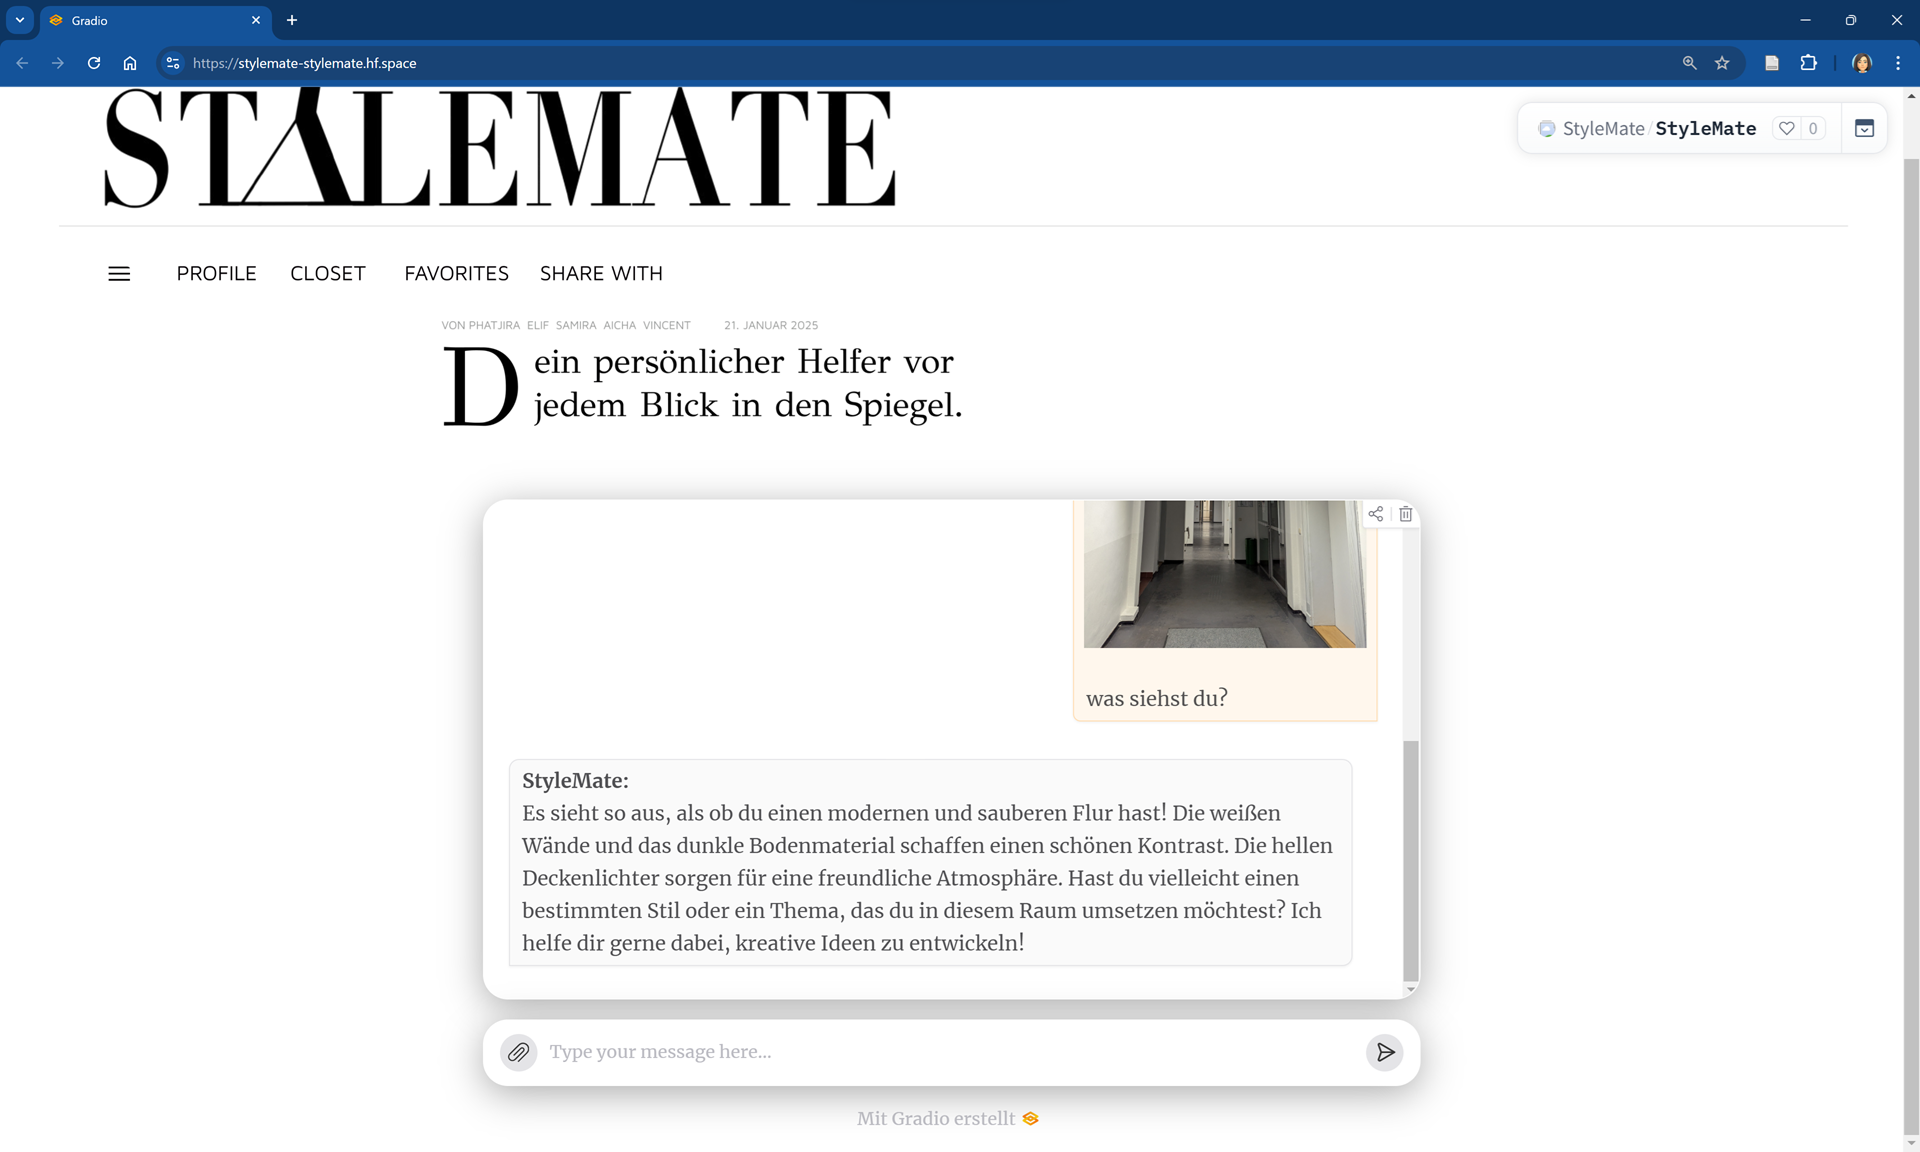 Gradio
https://stylemate-stylemate.hf.space
STYLEMATE
StyleMate/StyleMate 0
PROFILE CLOSET FAVORITES SHARE WITH
VON PHATJIRA ELIF SAMIRA AICHA VINCENT 21. JANUAR 2025
Dein persönlicher Helfer vor
jedem Blick in den Spiegel.
was siehst du?
StyleMate:
Es sieht so aus, als ob du einen modernen und sauberen Flur hast! Die weißen
Wände und das dunkle Bodenmaterial schaffen einen schönen Kontrast. Die hellen
Deckenlichter sorgen für eine freundliche Atmosphäre. Hast du vielleicht einen
bestimmten Stil oder ein Thema, das du in diesem Raum umsetzen möchtest? Ich
helfe dir gerne dabei, kreative Ideen zu entwickeln!
Type your message here...
Mit Gradio erstellt